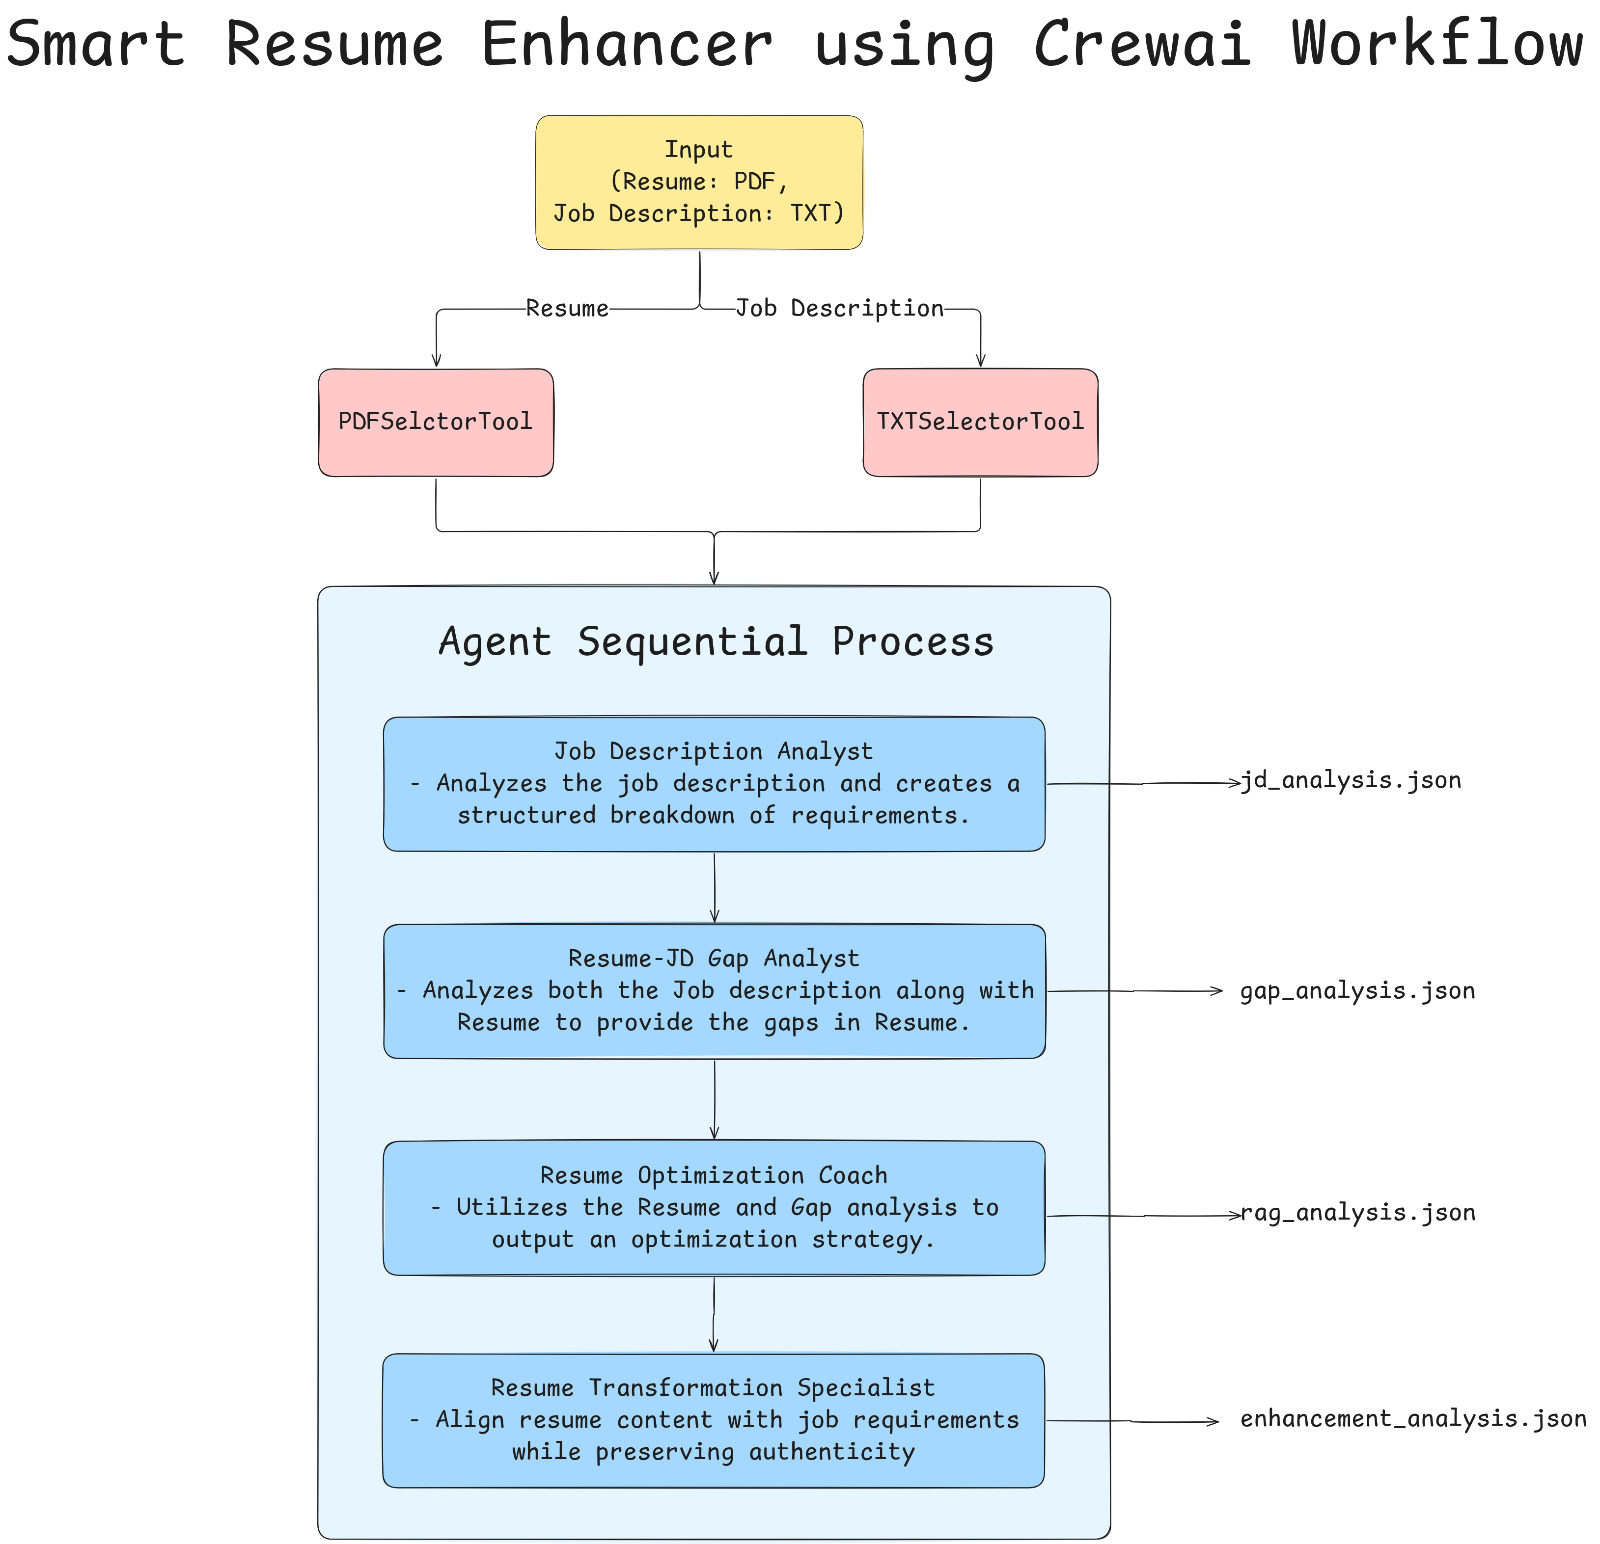 Smart Resume Enhancer using Crewai Workflow
Input
(Resume: PDF,
Job Description: TXT)
Resume
Job Description
PDFSelctorTool
TXTSelectorTool
Agent Sequential Process
Job Description Analyst
- Analyzes the job description and creates a
structured breakdown of requirements.
jd_analysis.json
Resume-JD Gap Analyst
- Analyzes both the Job description along with
Resume to provide the gaps in Resume.
gap_analysis.json
Resume Optimization Coach
- Utilizes the Resume and Gap analysis to
output an optimization strategy.
rag_analysis.json
Resume Transformation Specialist
- Align resume content with job requirements
while preserving authenticity
enhancement_analysis.json